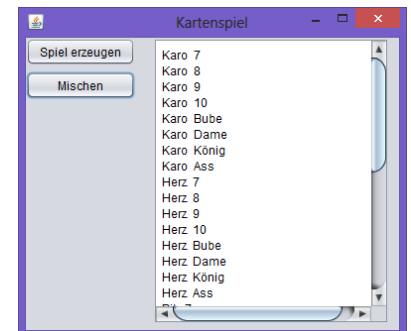 Kartenspiel
Spiel erzeugen
Mischen
Karo 7
Karo 8
Karo 9
Karo 10
Karo Bube
Karo Dame
Karo König
Karo Ass
Herz 7
Herz 8
Herz 9
Herz 10
Herz Bube
Herz Dame
Herz König
Herz Ass